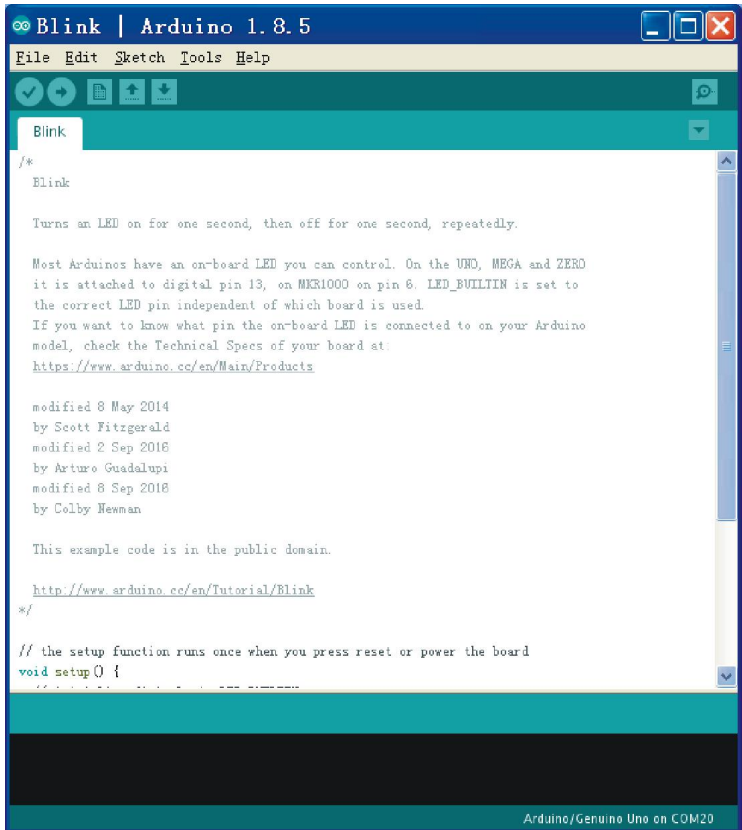 Blink | Arduino 1.8.5
File Edit Sketch Tools Help
Blink
/*
Blink
Turns an LED on for one second, then off for one second, repeatedly.
Most Arduinos have an on-board LED you can control. On the UNO, MEGA and ZERO
it is attached to digital pin 13, on MKR1000 on pin 6. LED_BUILTIN is set to
the correct LED pin independent of which board is used.
If you want to know what pin the on-board LED is connected to on your Arduino
model, check the Technical Specs of your board at:
https://www.arduino.cc/en/Main/Products
modified 8 May 2014
by Scott Fitzgerald
modified 2 Sep 2016
by Arturo Guadalupi
modified 8 Sep 2016
by Colby Newman
This example code is in the public domain.
http://www.arduino.cc/en/Tutorial/Blink
*/
// the setup function runs once when you press reset or power the board
void setup() {
Arduino/Genuino Uno on COM20